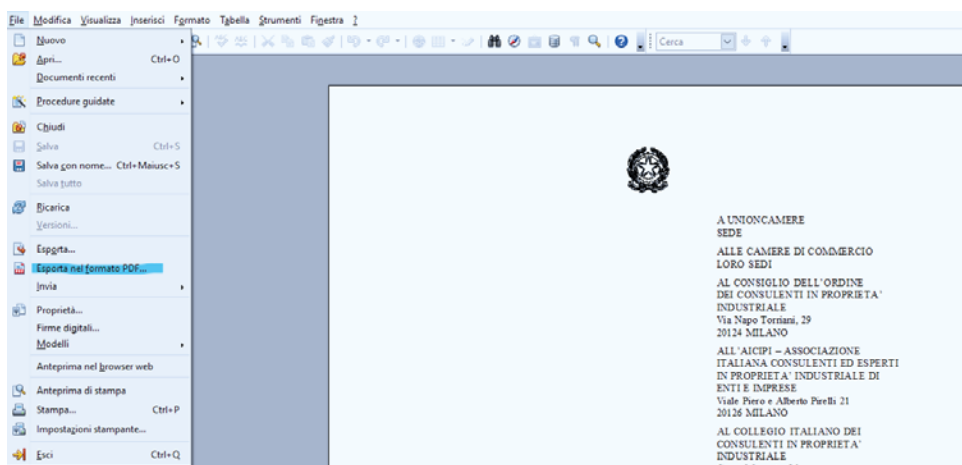 File Modifica Visualizza Inserisci Formato Tabella Strumenti Finestra ?
Cerca
Nuovo
Apri... Ctrl+O
Documenti recenti
Procedure guidate
Chiudi
Salva Ctrl+S
Salva con nome... Ctrl+Maiusc+S
Salva tutto
Ricarica
Versioni...
Esporta...
Esporta nel formato PDF...
Invia
Proprietà...
Firme digitali...
Modelli
Anteprima nel browser web
Anteprima di stampa
Stampa... Ctrl+P
Impostazioni stampante...
Esci Ctrl+Q
A UNIONCAMERE
SEDE
ALLE CAMERE DI COMMERCIO
LORO SEDI
AL CONSIGLIO DELL'ORDINE
DEI CONSULENTI IN PROPRIETA'
INDUSTRIALE
Via Napo Torriani, 29
20124 MILANO
ALL'AICIPI – ASSOCIAZIONE
ITALIANA CONSULENTI ED ESPERTI
IN PROPRIETA' INDUSTRIALE DI
ENTI E IMPRESE
Viale Piero e Alberto Pirelli 21
20126 MILANO
AL COLLEGIO ITALIANO DEI
CONSULENTI IN PROPRIETA'
INDUSTRIALE